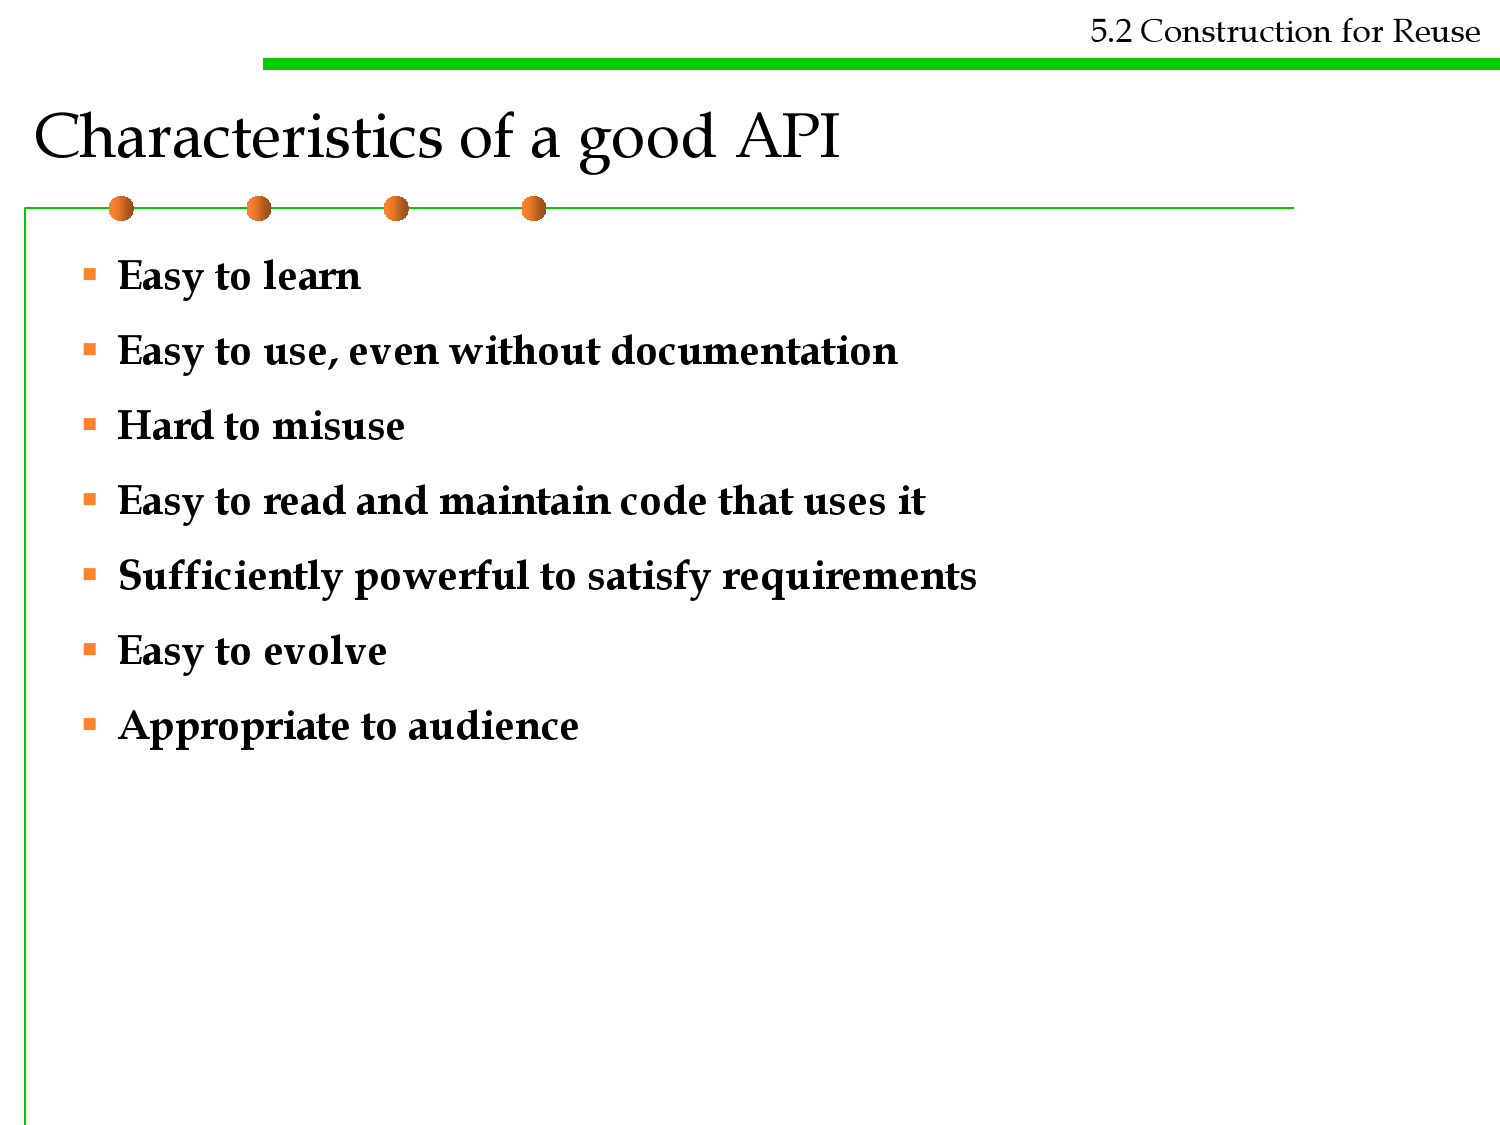 5.2 Construction for Reuse
Characteristics of a good API
Easy to learn
Easy to use, even without documentation
Hard to misuse
Easy to read and maintain code that uses it
Sufficiently powerful to satisfy requirements
Easy to evolve
Appropriate to audience